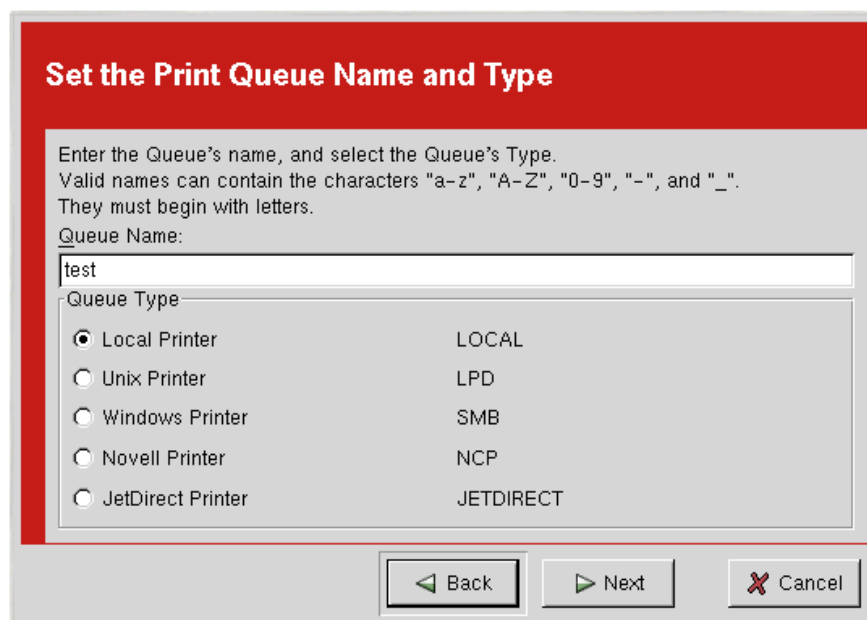 Set the Print Queue Name and Type
Enter the Queue's name, and select the Queue's Type.
Valid names can contain the characters "a-z", "A-Z", "0-9", "-", and "_".
They must begin with letters.
Queue Name:
test
Queue Type
Local Printer LOCAL
Unix Printer LPD
Windows Printer SMB
Novell Printer NCP
JetDirect Printer JETDIRECT
Back Next Cancel